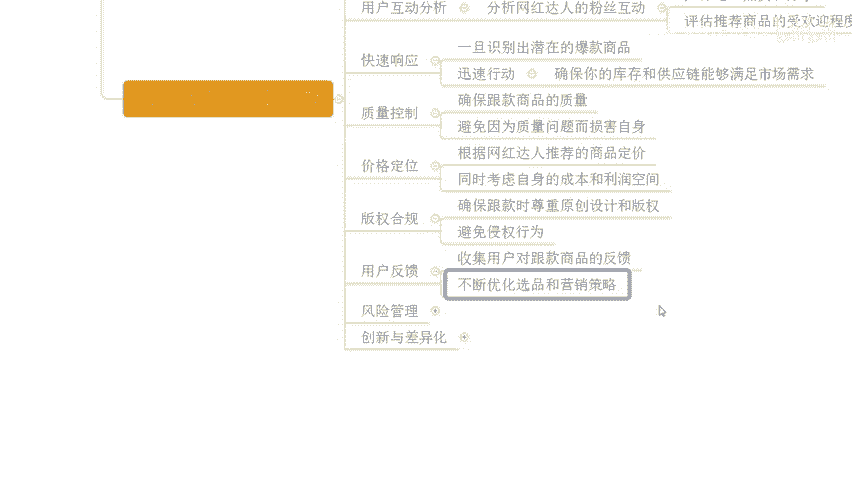 用户互动分析
分析网红达人的粉丝互动
评估推荐商品的受欢迎程度
快速响应
一旦识别出潜在的爆款商品
迅速行动
确保你的库存和供应链能够满足市场需求
质量控制
确保跟款商品的质量
避免因为质量问题而损害自身
价格定位
根据网红达人推荐的商品定价
同时考虑自身的成本和利润空间
版权合规
确保跟款时尊重原创设计和版权
避免侵权行为
用户反馈
收集用户对跟款商品的反馈
不断优化选品和营销策略
风险管理
创新与差异化